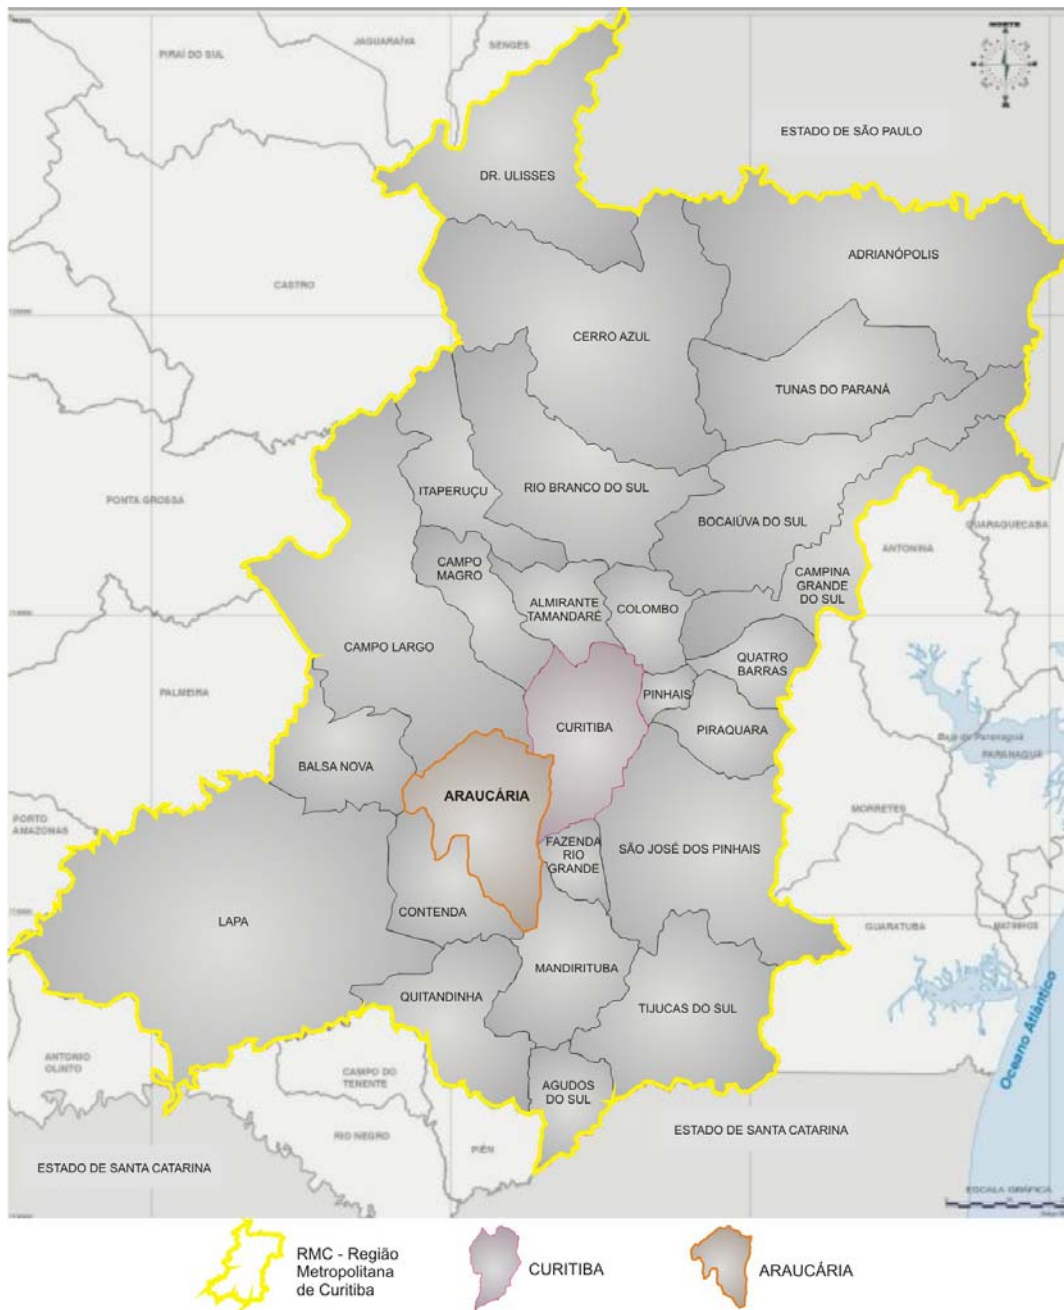 JAGUARAÍVA
SENGES
NORTE
PIRAÍ DO SUL
ESTADO DE SÃO PAULO
DR. ULISSES
ADRIANÓPOLIS
CASTRO
CERRO AZUL
TUNAS DO PARANÁ
ITAPERUÇU
RIO BRANCO DO SUL
PONTA GROSSA
BOCAIÚVA DO SUL
GUARAQUEÇABA
ANTONINA
CAMPO
MAGRO
CAMPINA
GRANDE
DO SUL
ALMIRANTE
TAMANDARÉ
COLOMBO
CAMPO LARGO
QUATRO
BARRAS
PALMEIRA
PINHAIS
CURITIBA
PIRAQUARA
Baía de Paranaguá
PARANAGUÁ
BALSA NOVA
ARAUCÁRIA
MORRETES
PORTO
AMAZONAS
FAZENDA
RIO
GRANDE
SÃO JOSÉ DOS PINHAIS
CONTENDA
LAPA
GUARATUBA
MATINHOS
MANDIRITUBA
QUITANDINHA
TIJUCAS DO SUL
Oceano Atlântico
ANTONIO
OLINTO
CAMPO DO
TENENTE
AGUDOS
DO SUL
RIO NEGRO
PIÊN
ESTADO DE SANTA CATARINA
ESTADO DE SANTA CATARINA
ESCALA GRÁFICA
RMC - Região
Metropolitana
de Curitiba
CURITIBA
ARAUCÁRIA